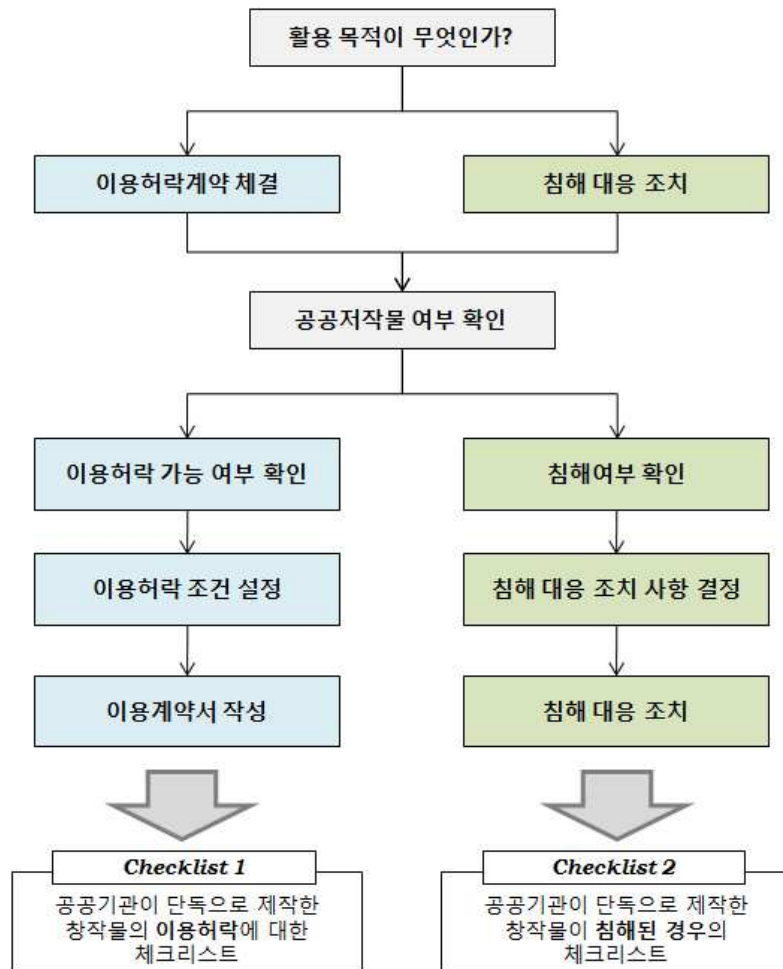 활용 목적이 무엇인가?
이용허락계약 체결
침해 대응 조치
공공저작물 여부 확인
이용허락 가능 여부 확인
침해여부 확인
이용허락 조건 설정
침해 대응 조치 사항 결정
이용계약서 작성
침해 대응 조치
Checklist 1
공공기관이 단독으로 제작한
창작물의 이용허락에 대한
체크리스트
Checklist 2
공공기관이 단독으로 제작한
창작물이 침해된 경우의
체크리스트